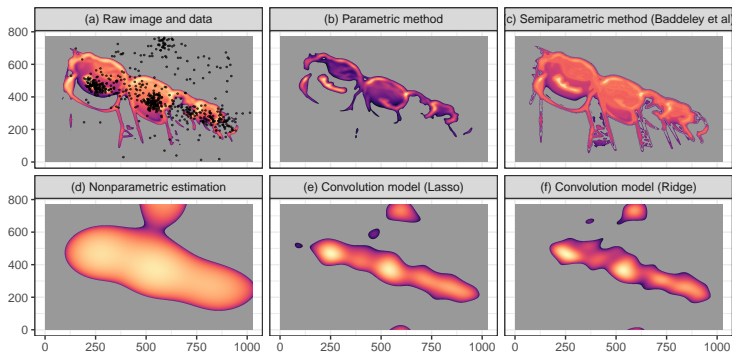 (a) Raw image and data
(b) Parametric method
(c) Semiparametric method (Baddeley et al
800
600
400
200
0
(d) Nonparametric estimation
(e) Convolution model (Lasso)
(f) Convolution model (Ridge)
800
600
400
200
0
0 250 500 750 1000
0 250 500 750 1000
0 250 500 750 1000